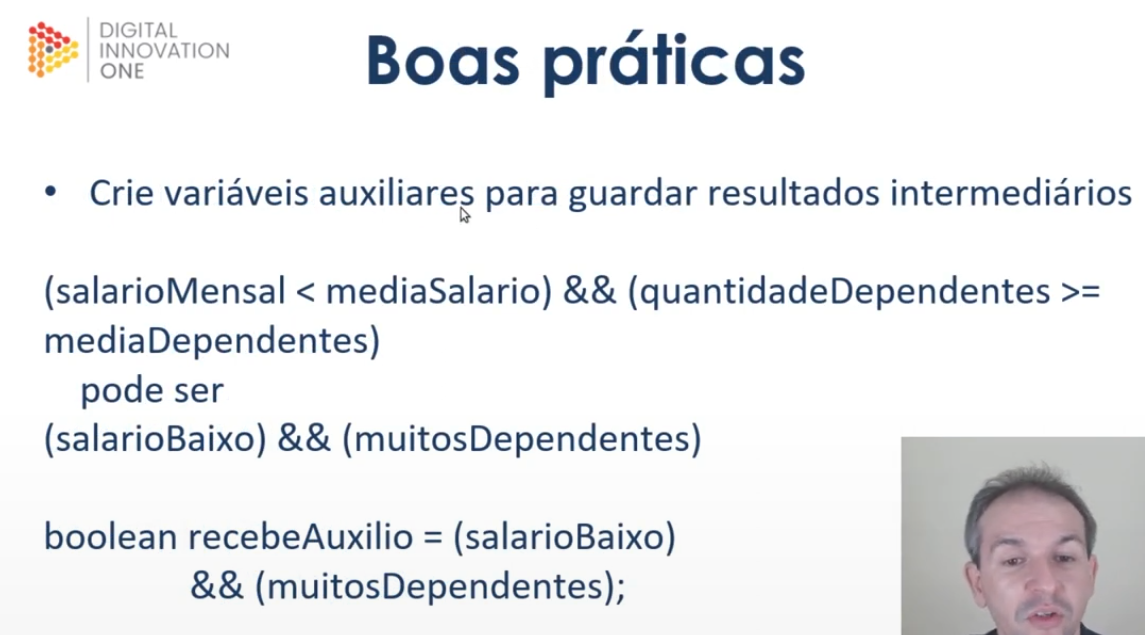 DIGITAL
INNOVATION
ONE
Boas práticas
• Crie variáveis auxiliares para guardar resultados intermediários
(salarioMensal < mediaSalario) && (quantidadeDependentes >=
mediaDependentes)
pode ser
(salarioBaixo) && (muitosDependentes)
boolean recebeAuxilio = (salarioBaixo)
&& (muitosDependentes);